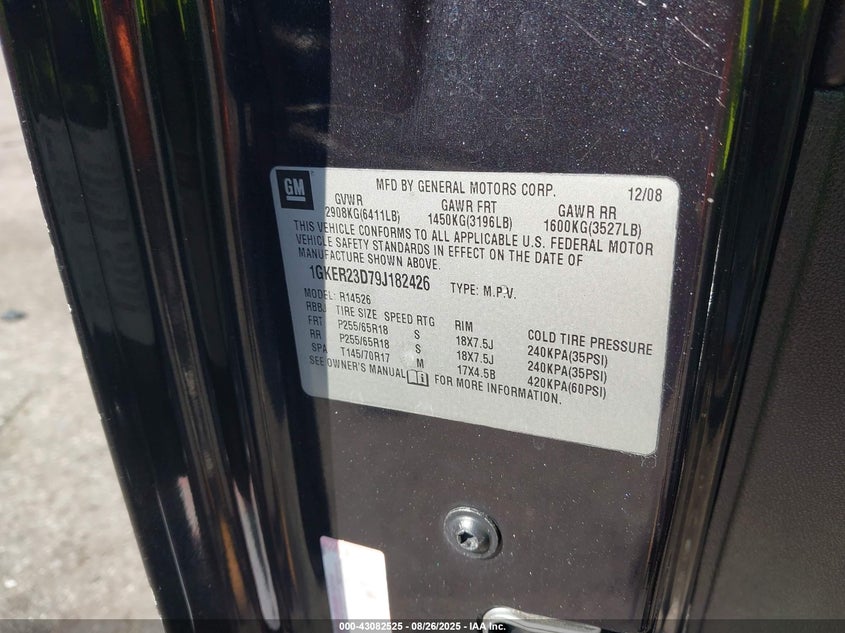 GM
MFD BY GENERAL MOTORS CORP. 12/08
GVWR GAWR FRT GAWR RR
2908KG(6411LB) 1450KG(3196LB) 1600KG(3527LB)
THIS VEHICLE CONFORMS TO ALL APPLICABLE U.S. FEDERAL MOTOR
VEHICLE SAFETY STANDARDS IN EFFECT ON THE DATE OF
MANUFACTURE SHOWN ABOVE.
1GKER23D79J182426 TYPE: M.P.V.
MODEL: R14526
RBBJ TIRE SIZE SPEED RTG RIM COLD TIRE PRESSURE
FRT P255/65R18 S 18X7.5J 240KPA(35PSI)
RR P255/65R18 S 18X7.5J 240KPA(35PSI)
SPA T145/70R17 M 17X4.5B 420KPA(60PSI)
SEE OWNER'S MANUAL FOR MORE INFORMATION.
000-43082525 - 08/26/2025 - IAA Inc.